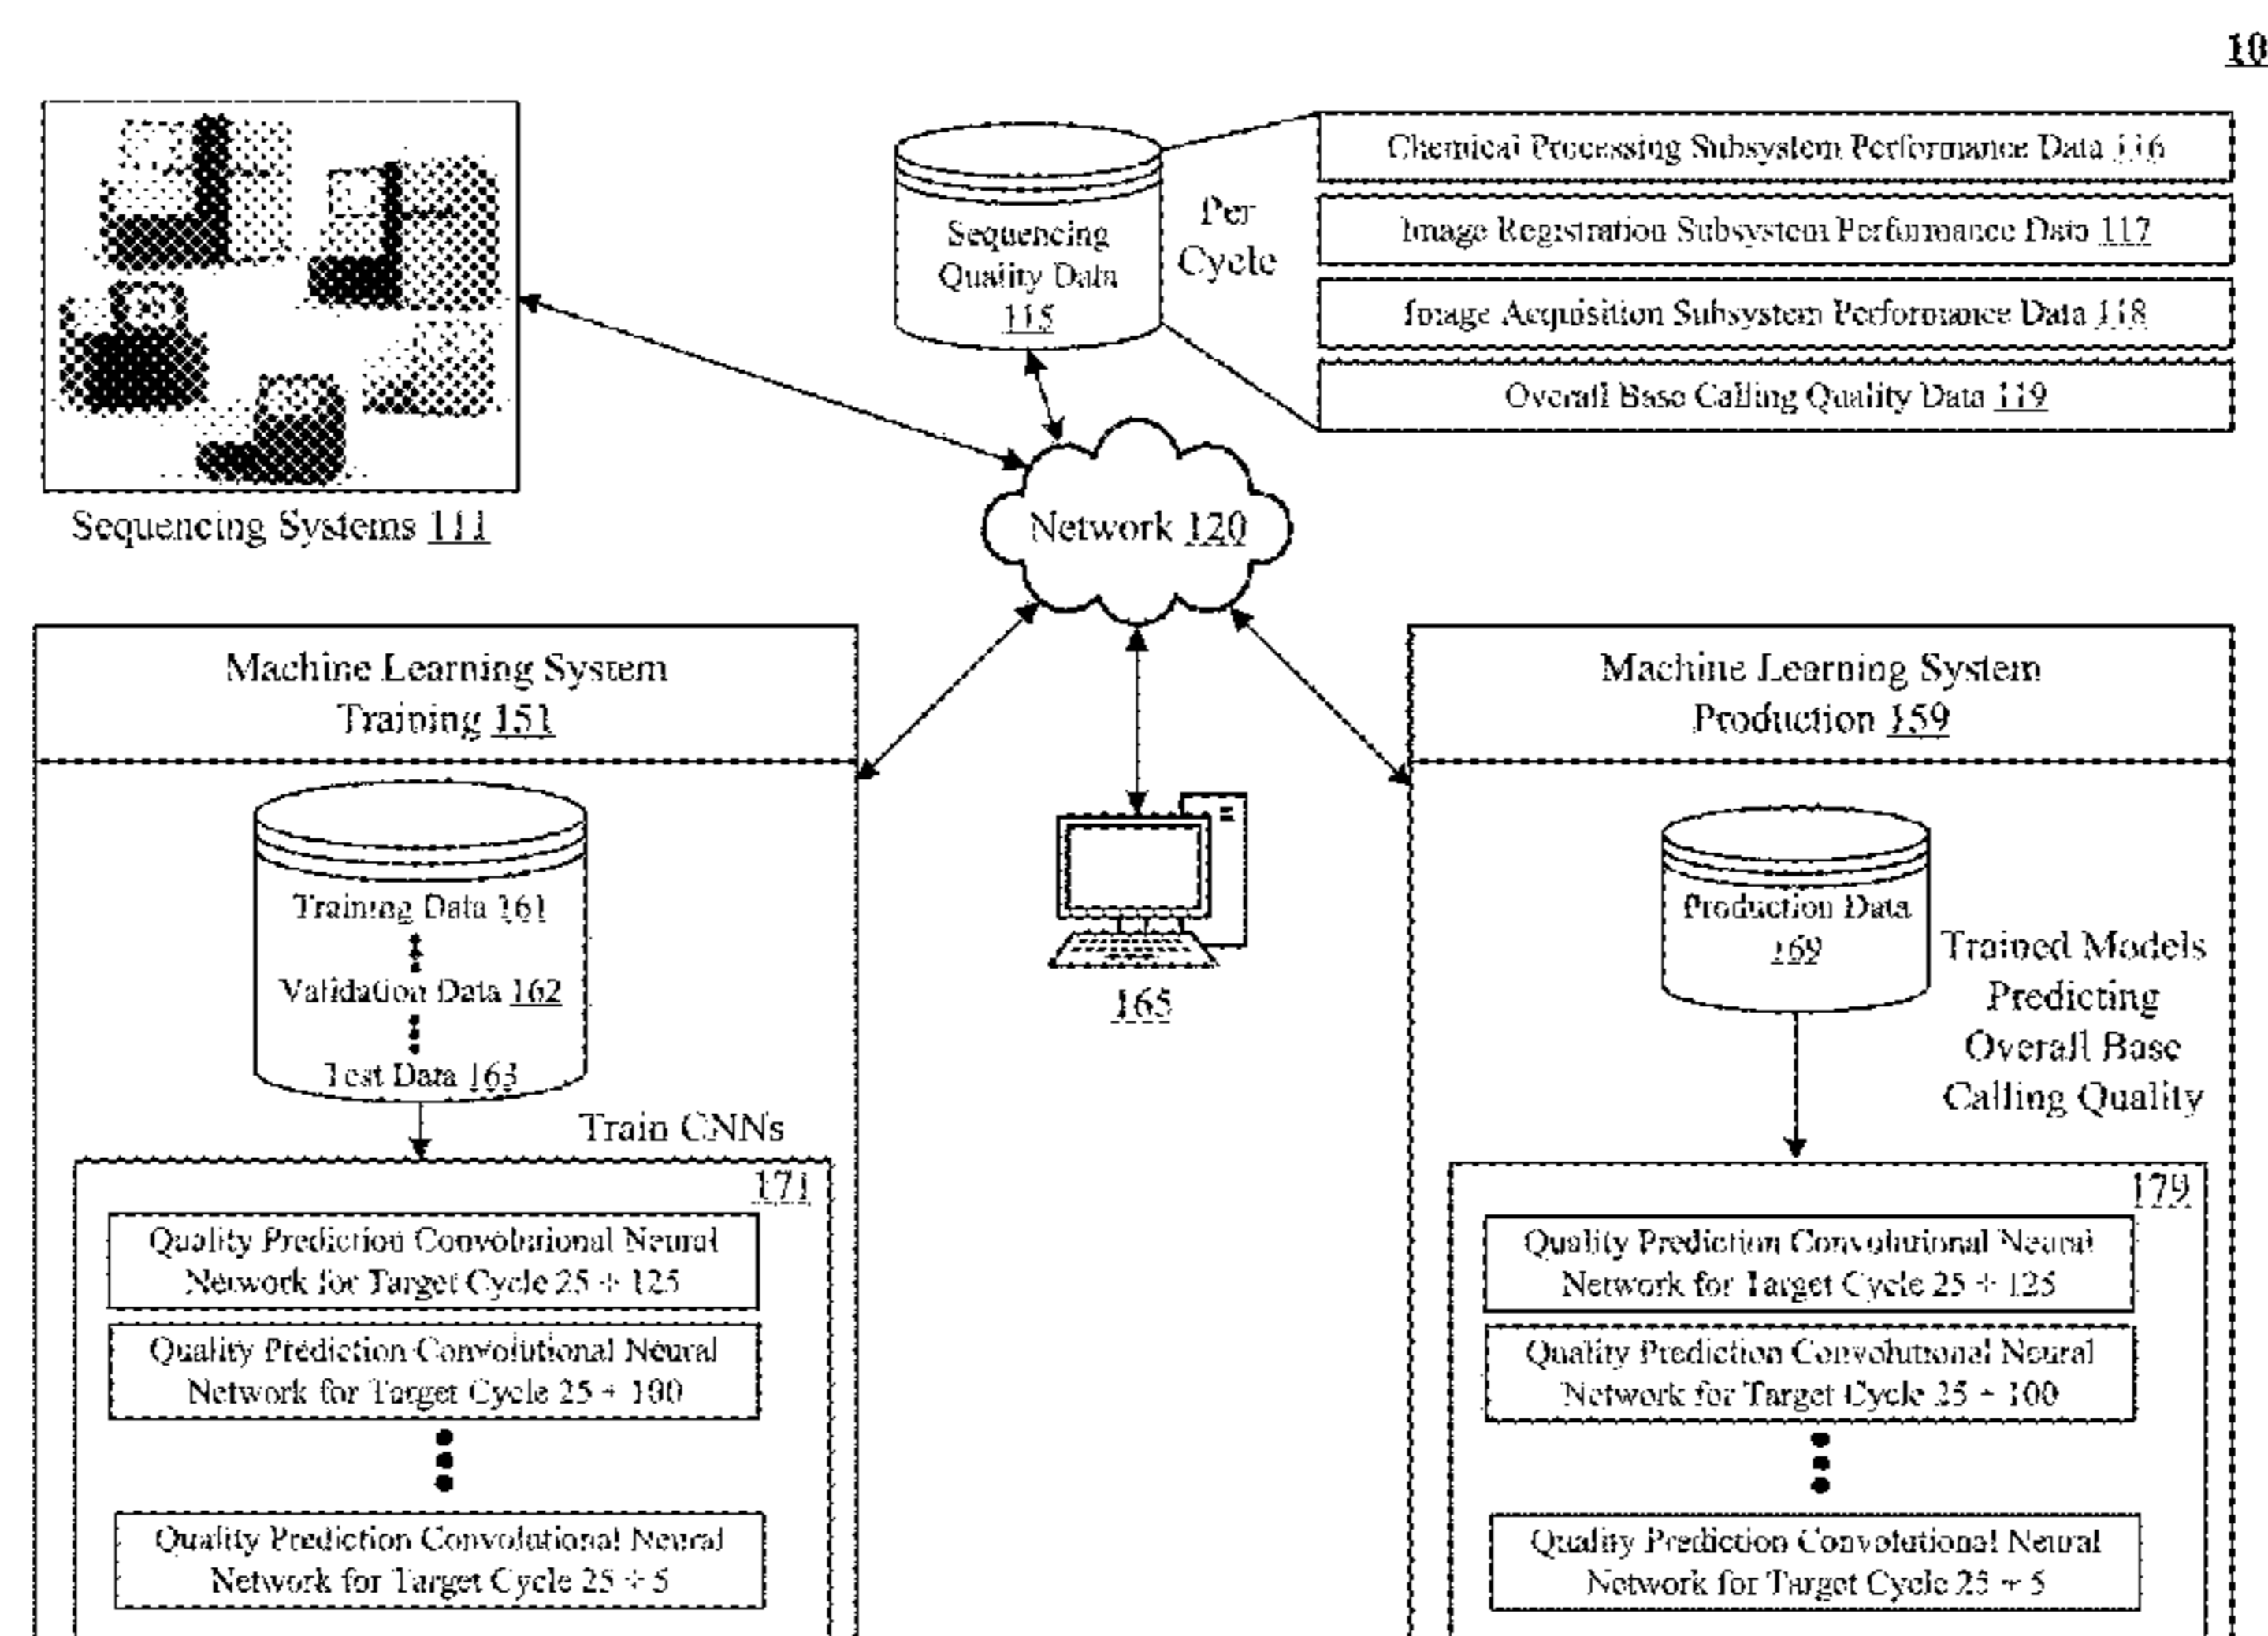 10
Chemical Processing Subsystem Performance Data 116
Image Registration Subsystem Performance Data 117
Image Acquisition Subsystem Performance Data 118
Overall Base Calling Quality Data 119
Sequencing
Quality Data
115
Per
Cycle
Sequencing Systems 111
Network 120
Machine Learning System
Training 151
Training Data 161
Validation Data 162
Test Data 163
Train CNNs
171
Quality Prediction Convolutional Neural
Network for Target Cycle 25 + 125
Quality Prediction Convolutional Neural
Network for Target Cycle 25 + 100
Quality Prediction Convolutional Neural
Network for Target Cycle 25 + 5
165
Machine Learning System
Production 159
Production Data
169
Trained Models
Predicting
Overall Base
Calling Quality
179
Quality Prediction Convolutional Neural
Network for Target Cycle 25 + 125
Quality Prediction Convolutional Neural
Network for Target Cycle 25 + 100
Quality Prediction Convolutional Neural
Network for Target Cycle 25 + 5